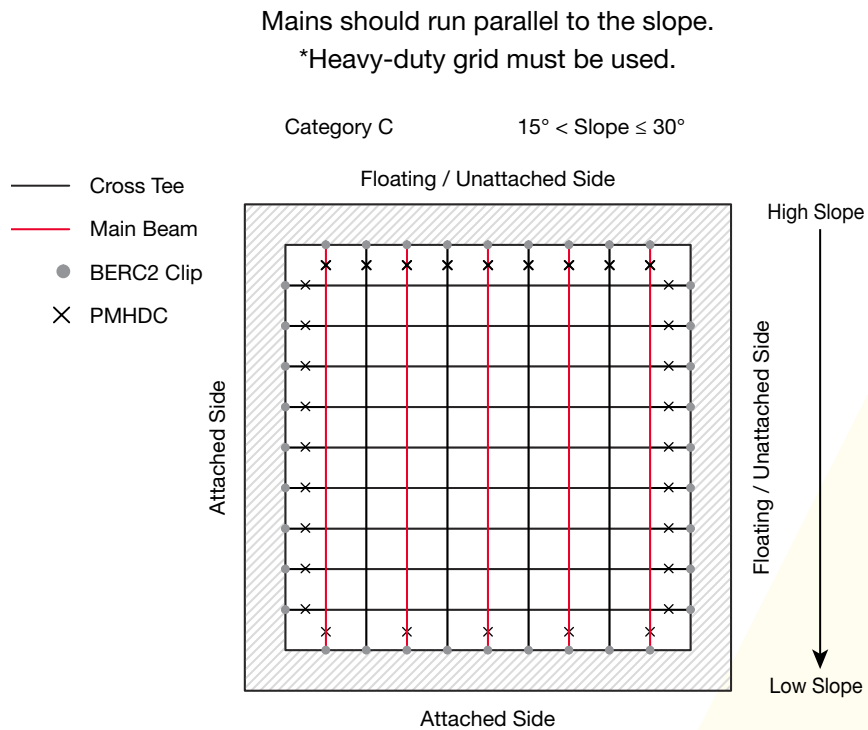 Mains should run parallel to the slope.
*Heavy-duty grid must be used.
Category C
15° < Slope ≤ 30°
Cross Tee
Main Beam
BERC2 Clip
PMHDC
Floating / Unattached Side
High Slope
Attached Side
Floating / Unattached Side
Low Slope
Attached Side